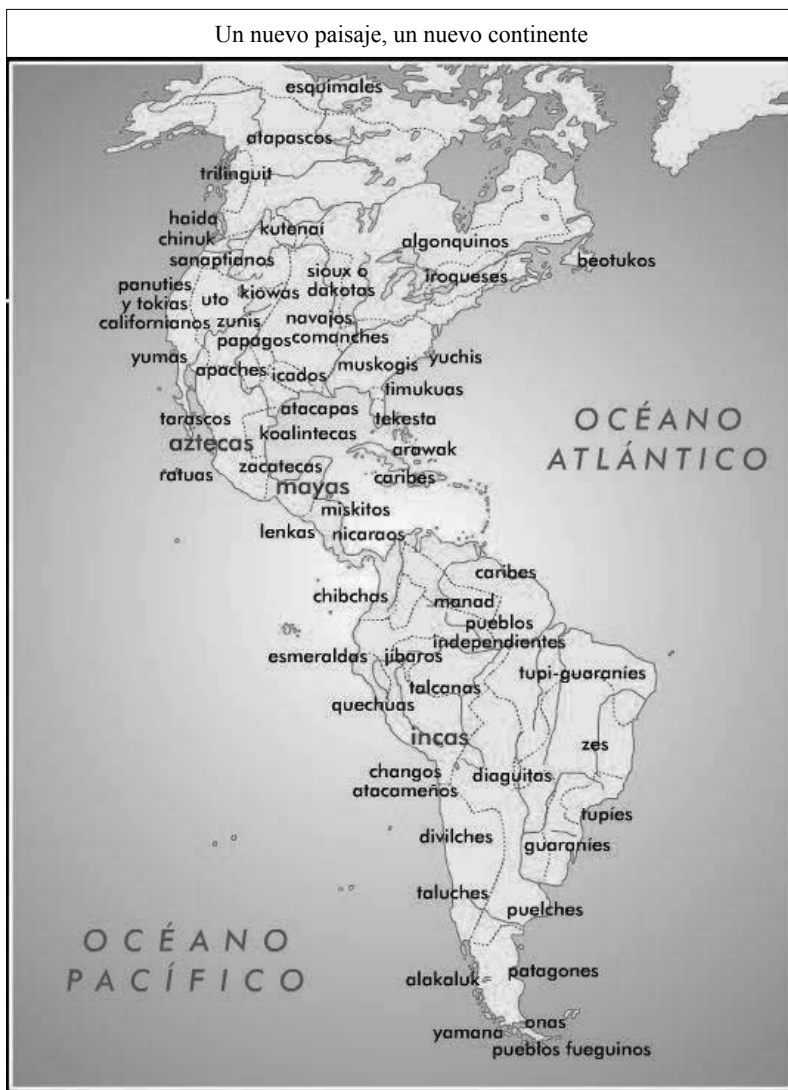 Un nuevo paisaje, un nuevo continente
esquimales
atapascos
trilinguit
haida
chinuk
kutenai
algonquinos
beotukos
sanaptianos
sioux o
dakotas
iroqueses
panuties
y tokias
uto
kiowas
californianos
zunis
navajos
papagos
comanches
yumas
apaches
icados
muskogis
yuchis
timukuas
tarascos
atacapas
tekesta
aztecas
koalintecas
arawak
OCÉANO
ATLÁNTICO
ratuas
zacatecas
mayas
caribes
miskitos
lenkas
nicaraos
caribes
chibchas
manad
pueblos
independientes
esmeraldas
jíbaros
tupi-guaraníes
talcanas
quechuas
incas
zes
changos
atacameños
diaguitas
tupíes
divilches
guaraníes
taluches
puelches
OCÉANO
PACÍFICO
alakaluk
patagones
onas
yamana
pueblos fueguinos